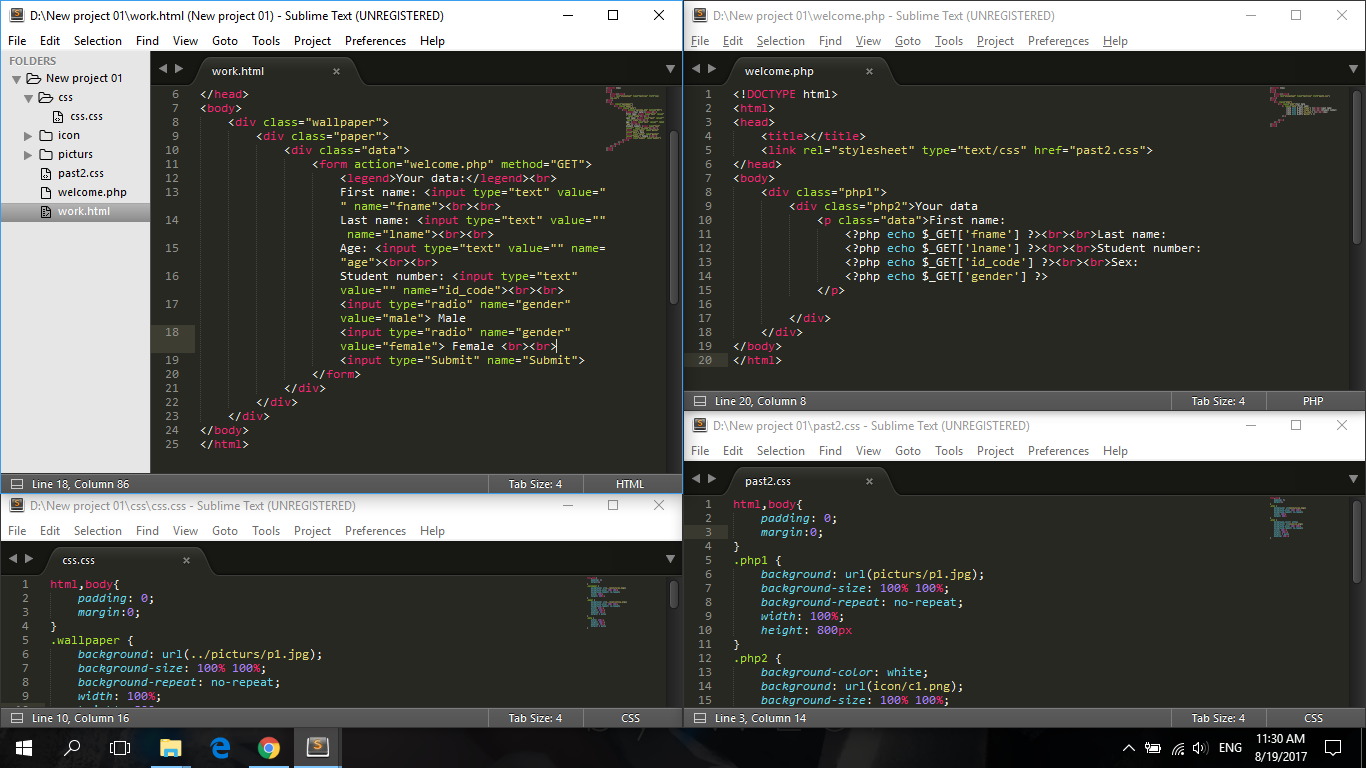 D:\New project 01\work.html (New project 01) - Sublime Text (UNREGISTERED)
File Edit Selection Find View Goto Tools Project Preferences Help
FOLDERS
New project 01
css
css.css
icon
picturs
past2.css
welcome.php
work.html
work.html
6 </head>
7 <body>
8 <div class="wallpaper">
9 <div class="paper">
10 <div class="data">
11 <form action="welcome.php" method="GET">
12 <legend>Your data:</legend><br>
13 First name: <input type="text" value="
" name="fname"><br><br>
14 Last name: <input type="text" value=""
name="lname"><br><br>
15 Age: <input type="text" value="" name=
"age"><br><br>
16 Student number: <input type="text"
value="" name="id_code"><br><br>
17 <input type="radio" name="gender"
value="male"> Male
18 <input type="radio" name="gender"
value="female"> Female <br><br>
19 <input type="Submit" name="Submit">
20 </form>
21 </div>
22 </div>
23 </div>
24 </body>
25 </html>
Line 18, Column 86 Tab Size: 4 HTML
D:\New project 01\welcome.php - Sublime Text (UNREGISTERED)
File Edit Selection Find View Goto Tools Project Preferences Help
welcome.php
1 <!DOCTYPE html>
2 <html>
3 <head>
4 <title></title>
5 <link rel="stylesheet" type="text/css" href="past2.css">
6 </head>
7 <body>
8 <div class="php1">
9 <div class="php2">Your data
10 <p class="data">First name:
11 <?php echo $_GET['fname'] ?><br><br>Last name:
12 <?php echo $_GET['lname'] ?><br><br>Student number:
13 <?php echo $_GET['id_code'] ?><br><br>Sex:
14 <?php echo $_GET['gender'] ?>
15 </p>
16
17 </div>
18 </div>
19 </body>
20 </html>
Line 20, Column 8 Tab Size: 4 PHP
D:\New project 01\css\css.css - Sublime Text (UNREGISTERED)
File Edit Selection Find View Goto Tools Project Preferences Help
css.css
1 html,body{
2 padding: 0;
3 margin:0;
4 }
5 .wallpaper {
6 background: url(../picturs/p1.jpg);
7 background-size: 100% 100%;
8 background-repeat: no-repeat;
9 width: 100%;
Line 10, Column 16 Tab Size: 4 CSS
D:\New project 01\past2.css - Sublime Text (UNREGISTERED)
File Edit Selection Find View Goto Tools Project Preferences Help
past2.css
1 html,body{
2 padding: 0;
3 margin:0;
4 }
5 .php1 {
6 background: url(picturs/p1.jpg);
7 background-size: 100% 100%;
8 background-repeat: no-repeat;
9 width: 100%;
10 height: 800px
11 }
12 .php2 {
13 background-color: white;
14 background: url(icon/c1.png);
15 background-size: 100% 100%;
Line 3, Column 14 Tab Size: 4 CSS
ENG
11:30 AM
8/19/2017